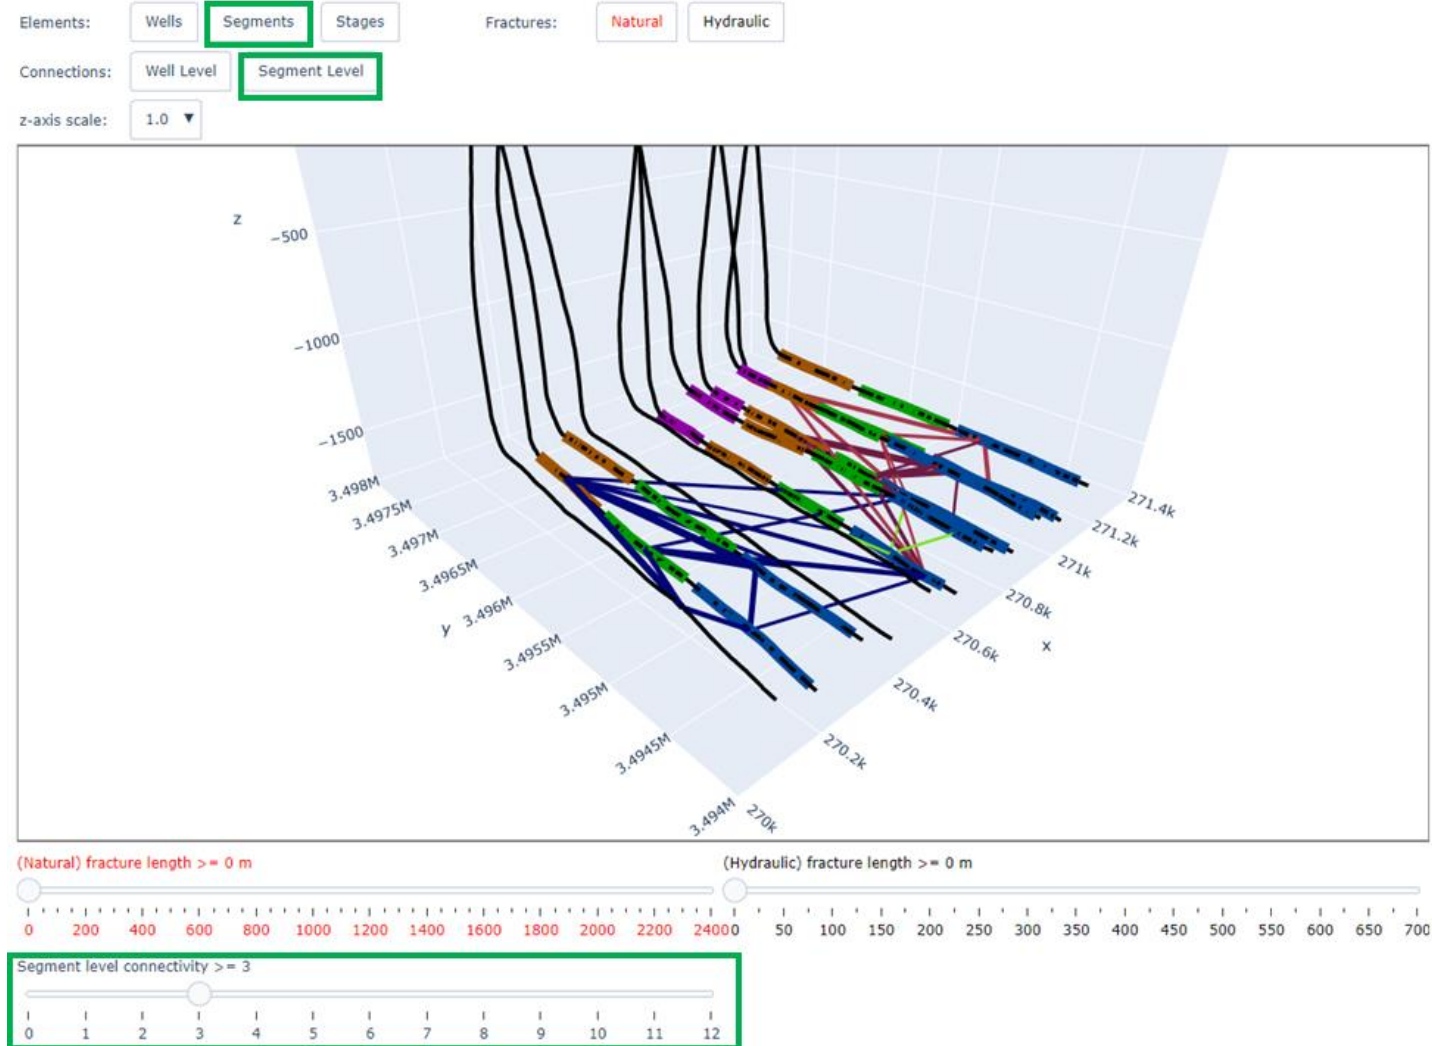 Elements: Wells Segments Stages Fractures: Natural Hydraulic
Connections: Well Level Segment Level
z-axis scale: 1.0 ▼
z
−500
−1000
−1500
3.498M
3.4975M
3.497M
3.4965M
3.496M
y
3.4955M
3.495M
3.4945M
3.494M
271.4k
271.2k
271k
270.8k
x
270.6k
270.4k
270.2k
270k
(Natural) fracture length >= 0 m (Hydraulic) fracture length >= 0 m
0 200 400 600 800 1000 1200 1400 1600 1800 2000 2200 2400 0 50 100 150 200 250 300 350 400 450 500 550 600 650 700
Segment level connectivity >= 3
0 1 2 3 4 5 6 7 8 9 10 11 12